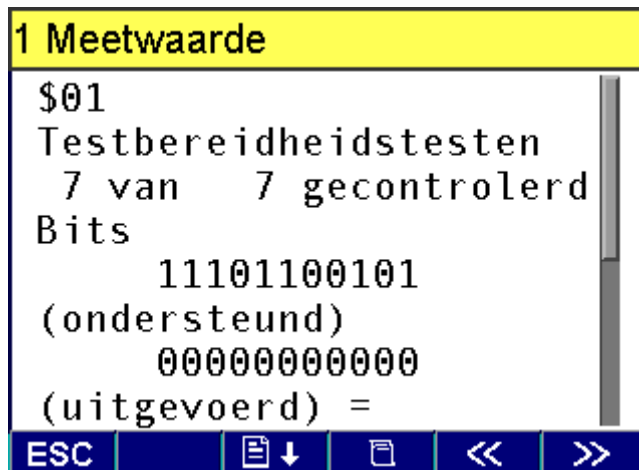 1 Meetwaarde
$01
Testbereidheidstesten
7 van 7 gecontrolerd
Bits
11101100101
(ondersteund)
00000000000
(uitgevoerd) =
ESC << >>